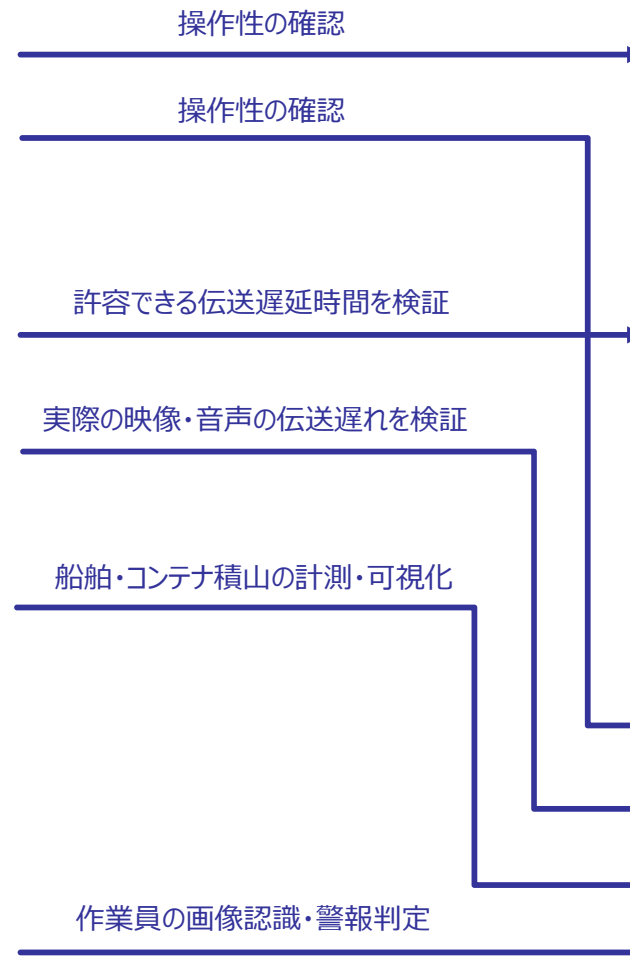 操作性の確認
操作性の確認
許容できる伝送遅延時間を検証
実際の映像・音声の伝送遅れを検証
船舶・コンテナ積山の計測・可視化
作業員の画像認識・警報判定